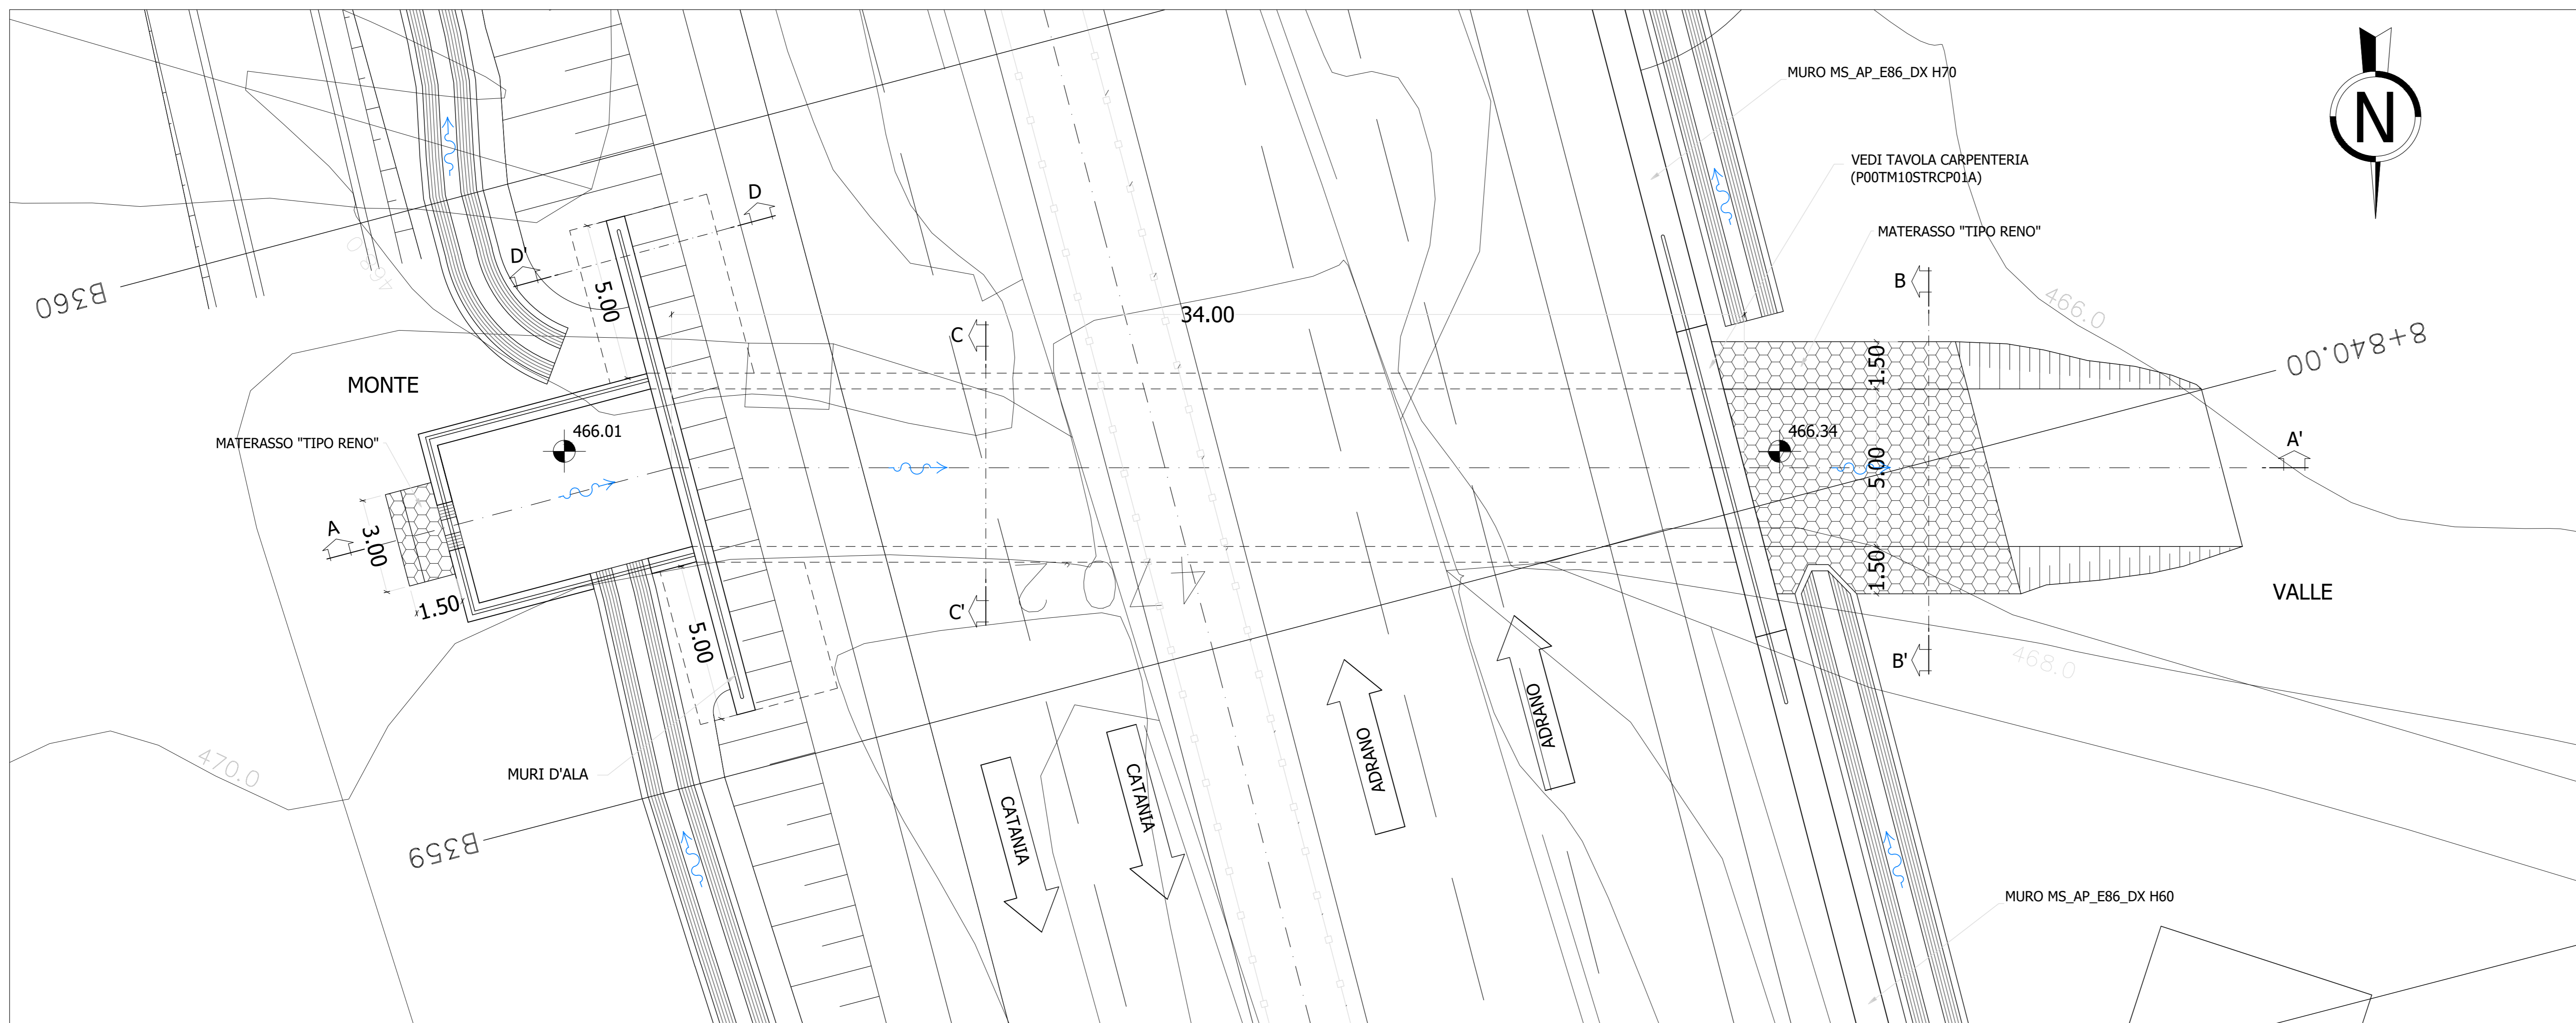 MURO MS_AP_E86_DX H70
N
VEDI TAVOLA CARPENTERIA
(P00TM10STRCP01A)
MATERASSO "TIPO RENO"
D
D'
B
460.0
B360
5.00
34.00
466.0
C
8+840.00
1.50
MONTE
466.01
466.34
MATERASSO "TIPO RENO"
A'
5.00
A
3.00
1.50
1.50
C'
VALLE
5.00
B'
468.0
ADRANO
ADRANO
470.0
MURI D'ALA
CATANIA
CATANIA
B359
MURO MS_AP_E86_DX H60